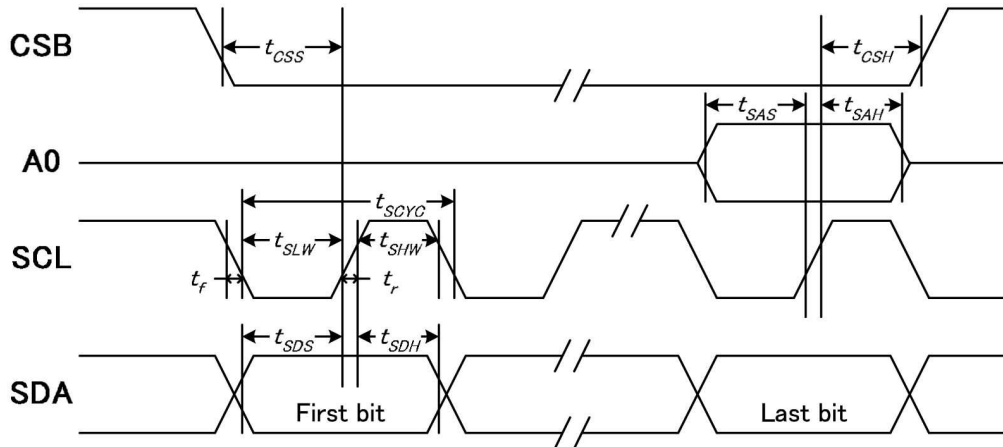 CSB
t_CSS
t_CSH
A0
t_SAS
t_SAH
SCL
t_SCYC
t_SLW
t_SHW
t_f
t_r
SDA
t_SDS
t_SDH
First bit
Last bit